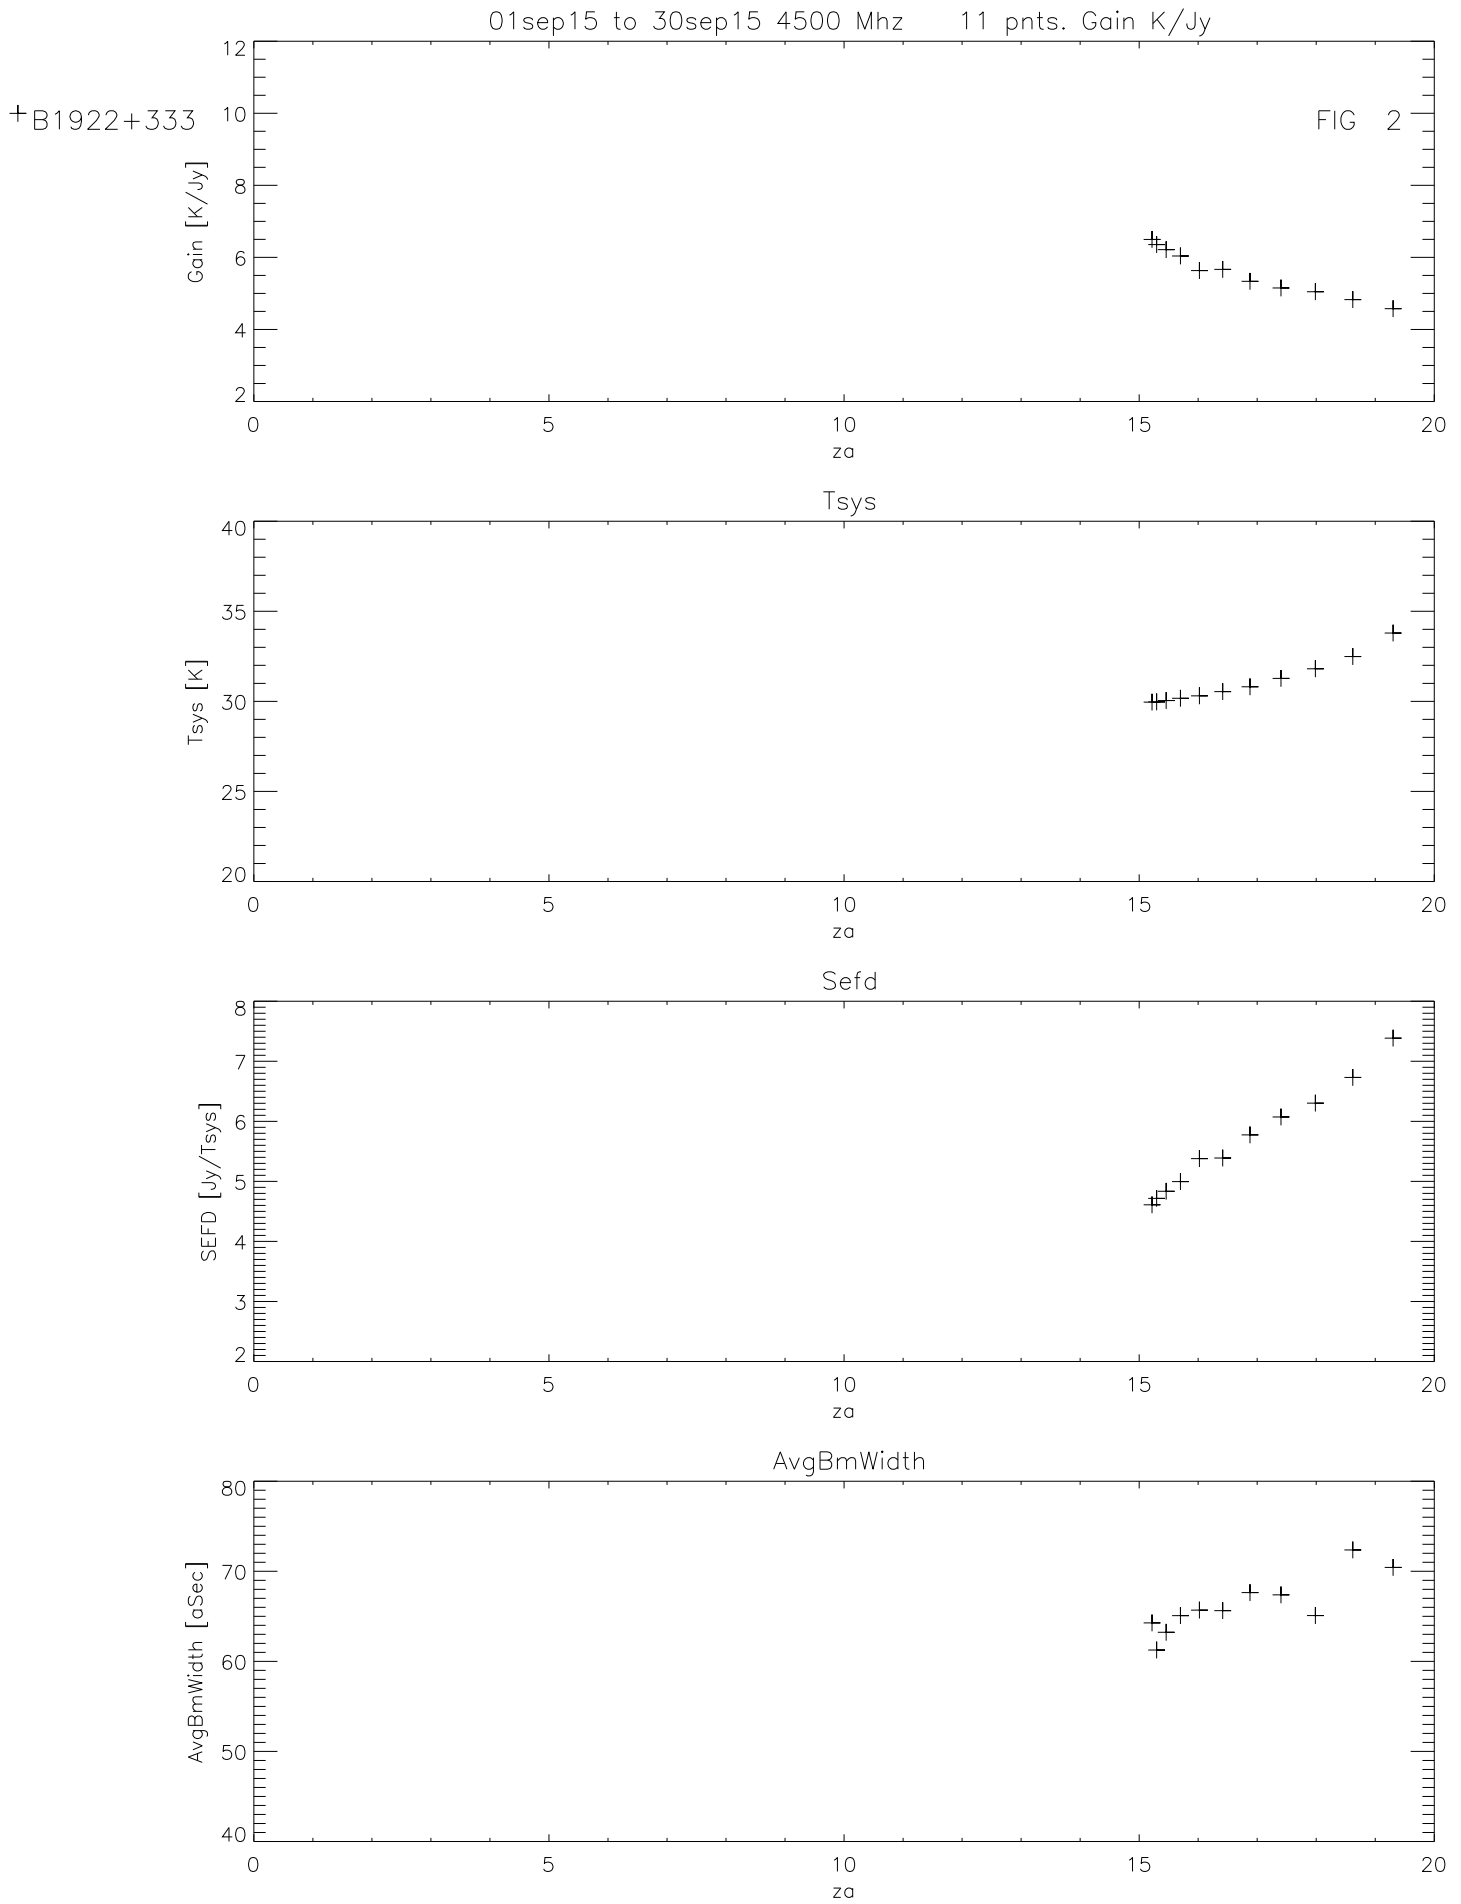 01sep15 to 30sep15 4500 Mhz 11 pnts. Gain K/Jy
+B1922+333
FIG 2
Gain [K/Jy]
12
10
8
6
4
2
0 5 10 15 20
za
Tsys
Tsys [K]
40
35
30
25
20
0 5 10 15 20
za
Sefd
SEFD [Jy/Tsys]
8
7
6
5
4
3
2
0 5 10 15 20
za
AvgBmWidth
AvgBmWidth [aSec]
80
70
60
50
40
0 5 10 15 20
za